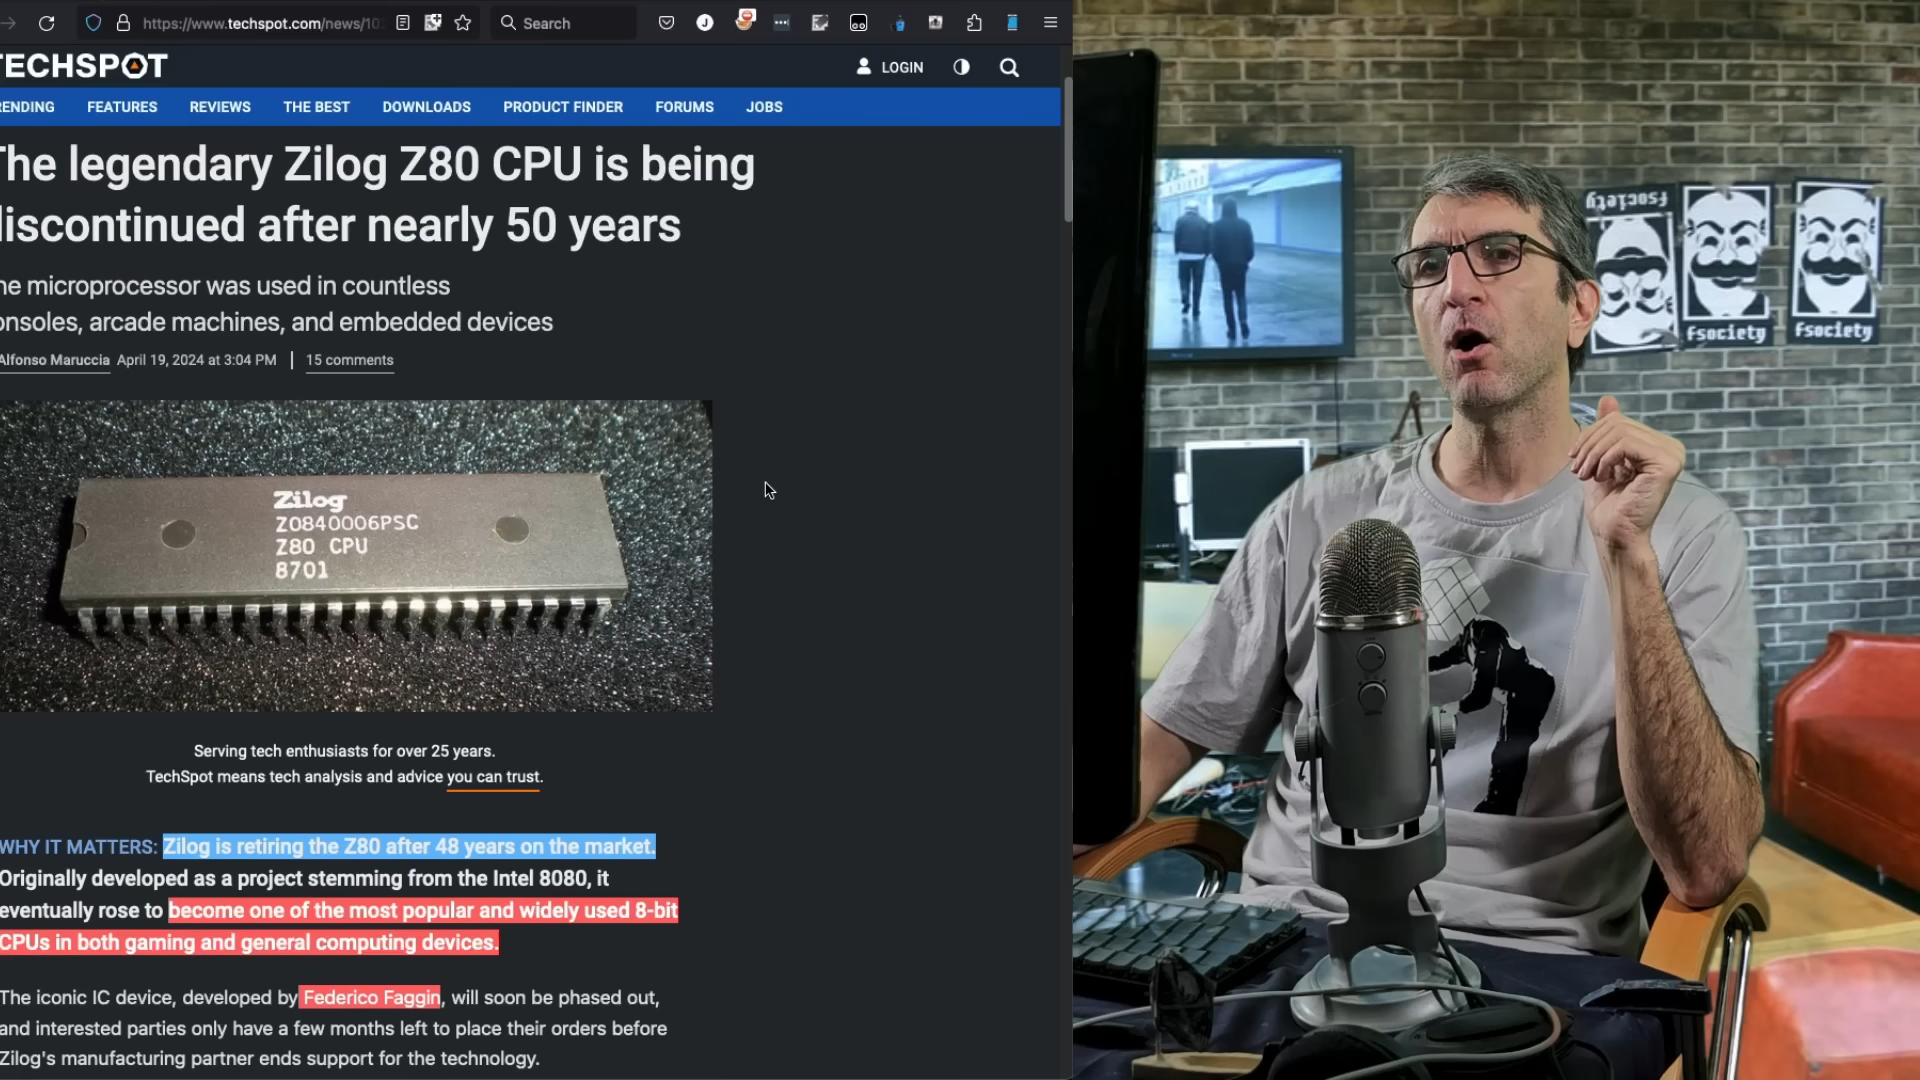 https://www.techspot.com/news/10
Search
TECHSPOT
LOGIN
RENDING FEATURES REVIEWS THE BEST DOWNLOADS PRODUCT FINDER FORUMS JOBS
The legendary Zilog Z80 CPU is being
discontinued after nearly 50 years
he microprocessor was used in countless
onsoles, arcade machines, and embedded devices
Alfonso Maruccia April 19, 2024 at 3:04 PM | 15 comments
Zilog
Z0840006PSC
Z80 CPU
8701
Serving tech enthusiasts for over 25 years.
TechSpot means tech analysis and advice you can trust.
WHY IT MATTERS: Zilog is retiring the Z80 after 48 years on the market.
Originally developed as a project stemming from the Intel 8080, it
eventually rose to become one of the most popular and widely used 8-bit
CPUs in both gaming and general computing devices.
The iconic IC device, developed by Federico Faggin, will soon be phased out,
and interested parties only have a few months left to place their orders before
Zilog's manufacturing partner ends support for the technology.
fsociety
fsociety
fsociety